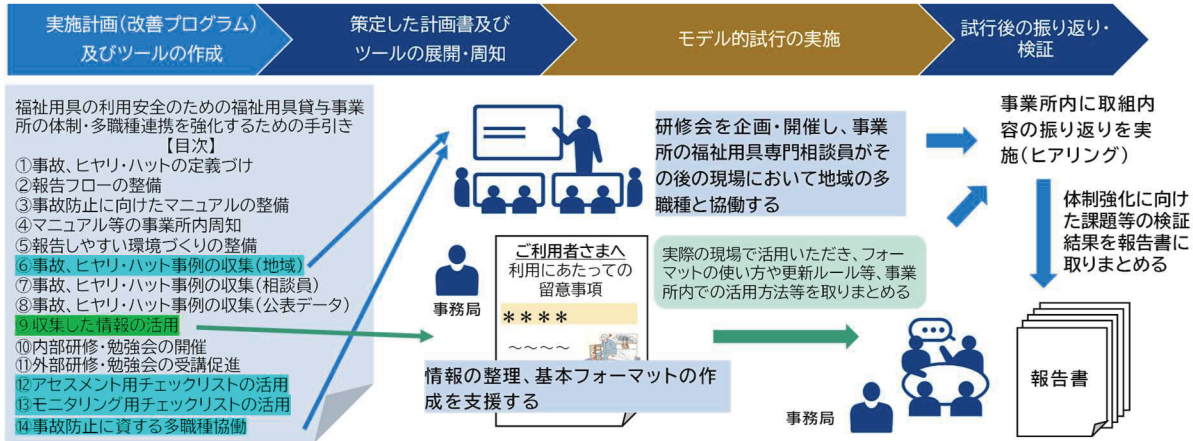 実施計画(改善プログラム)
及びツールの作成
策定した計画書及び
ツールの展開・周知
モデル的試行の実施
試行後の振り返り・
検証
福祉用具の利用安全のための福祉用具貸与事業
所の体制・多職種連携を強化するための手引き
【目次】
①事故、ヒヤリ・ハットの定義づけ
②報告フローの整備
③事故防止に向けたマニュアルの整備
④マニュアル等の事業所内周知
⑤報告しやすい環境づくりの整備
⑥事故、ヒヤリ・ハット事例の収集(地域)
⑦事故、ヒヤリ・ハット事例の収集(相談員)
⑧事故、ヒヤリ・ハット事例の収集(公表データ)
9収集した情報の活用
⑩内部研修・勉強会の開催
⑪外部研修・勉強会の受講促進
⑫アセスメント用チェックリストの活用
⑬モニタリング用チェックリストの活用
⑭事故防止に資する多職種協働
研修会を企画・開催し、事業
所の福祉用具専門相談員がそ
の後の現場において地域の多
職種と協働する
事務局
ご利用者さまへ
利用にあたっての
留意事項
****
~~~~
情報の整理、基本フォーマットの作
成を支援する
実際の現場で活用いただき、フォー
マットの使い方や更新ルール等、事業
所内での活用方法等を取りまとめる
事務局
事業所内に取組内
容の振り返りを実
施(ヒアリング)
体制強化に向け
た課題等の検証
結果を報告書に
取りまとめる
報告書